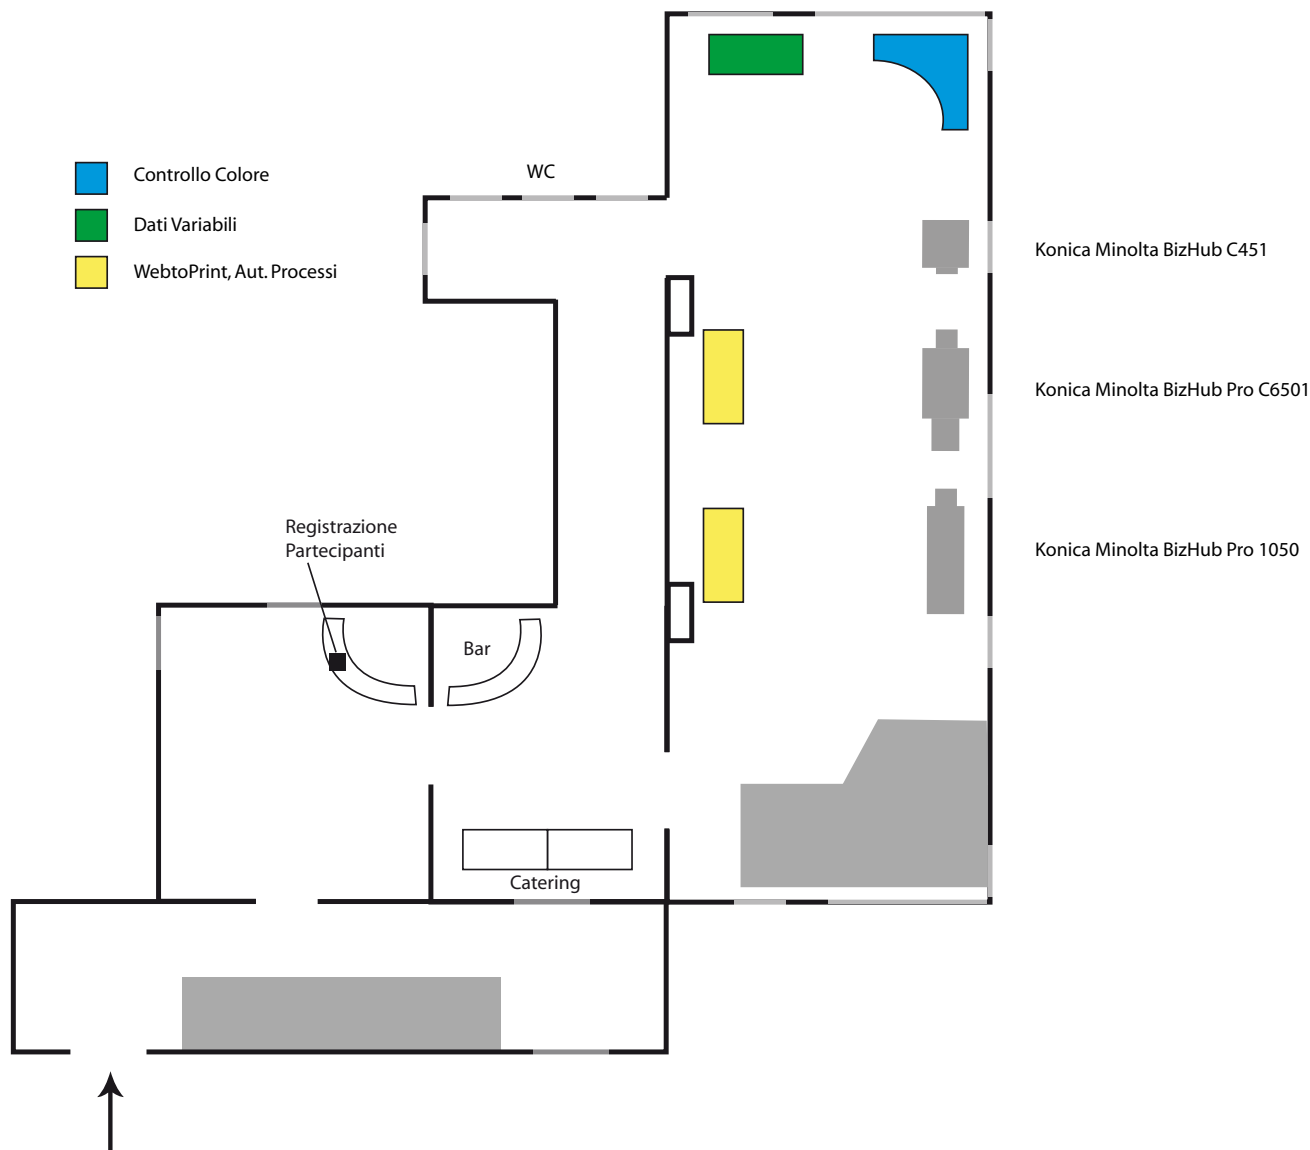 WC
Controllo Colore
Dati Variabili
WebtoPrint, Aut. Processi
Konica Minolta BizHub C451
Konica Minolta BizHub Pro C6501
Konica Minolta BizHub Pro 1050
Registrazione
Partecipanti
Bar
Catering